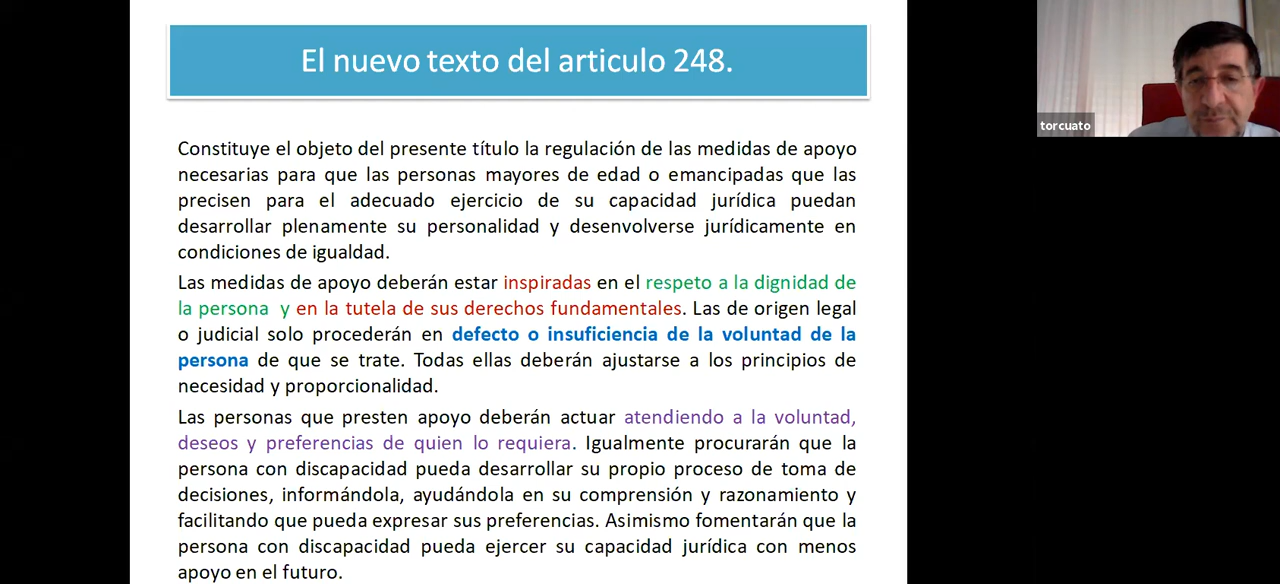 El nuevo texto del articulo 248.
Constituye el objeto del presente título la regulación de las medidas de apoyo
necesarias para que las personas mayores de edad o emancipadas que las
precisen para el adecuado ejercicio de su capacidad jurídica puedan
desarrollar plenamente su personalidad y desenvolverse jurídicamente en
condiciones de igualdad.
Las medidas de apoyo deberán estar inspiradas en el respeto a la dignidad de
la persona y en la tutela de sus derechos fundamentales. Las de origen legal
o judicial solo procederán en defecto o insuficiencia de la voluntad de la
persona de que se trate. Todas ellas deberán ajustarse a los principios de
necesidad y proporcionalidad.
Las personas que presten apoyo deberán actuar atendiendo a la voluntad,
deseos y preferencias de quien lo requiera. Igualmente procurarán que la
persona con discapacidad pueda desarrollar su propio proceso de toma de
decisiones, informándola, ayudándola en su comprensión y razonamiento y
facilitando que pueda expresar sus preferencias. Asimismo fomentarán que la
persona con discapacidad pueda ejercer su capacidad jurídica con menos
apoyo en el futuro.
torcuato